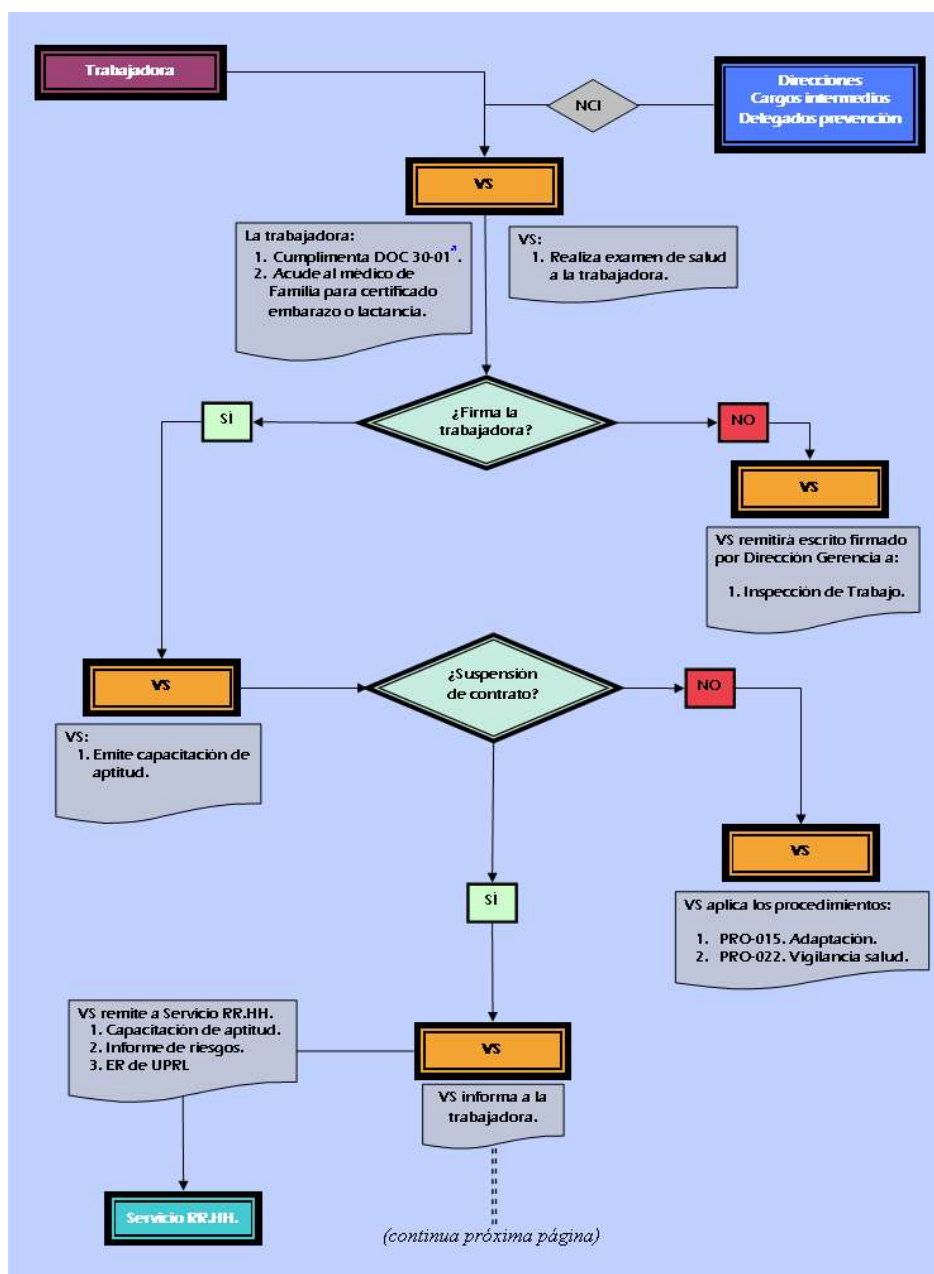 Trabajadora
Direcciones
Cargos intermedios
Delegados prevención
NCI
VS
La trabajadora:
1. Cumplimenta DOC 30-01.
2. Acude al médico de
Familia para certificado
embarazo o lactancia.
VS:
1. Realiza examen de salud
a la trabajadora.
¿Firma la
trabajadora?
SÍ
NO
VS
VS remitirá escrito firmado
por Dirección Gerencia a:
1. Inspección de Trabajo.
VS
VS:
1. Emite capacitación de
aptitud.
¿Suspensión
de contrato?
NO
VS
VS aplica los procedimientos:
1. PRO-015. Adaptación.
2. PRO-022. Vigilancia salud.
SÍ
VS remite a Servicio RR.HH.
1. Capacitación de aptitud.
2. Informe de riesgos.
3. ER de UPRL
VS
VS informa a la
trabajadora.
Servicio RR.HH.
(continua próxima página)